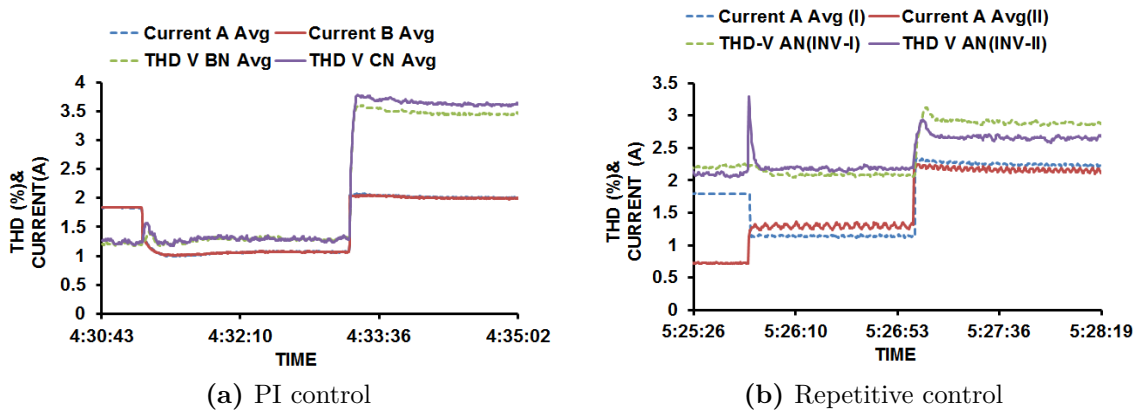 Current A Avg Current B Avg
THD V BN Avg THD V CN Avg
4
3.5
3
2.5
2
1.5
1
0.5
0
THD (%)&
CURRENT(A)
4:30:43 4:32:10 4:33:36 4:35:02
TIME
(a) PI control
Current A Avg (I) Current A Avg(II)
THD-V AN(INV-I) THD V AN(INV-II)
3.5
3
2.5
2
1.5
1
0.5
0
THD (%)&
CURRENT (A)
5:25:26 5:26:10 5:26:53 5:27:36 5:28:19
TIME
(b) Repetitive control